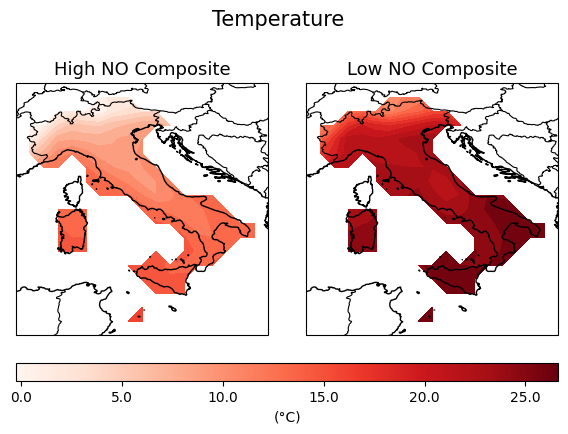 Temperature
High NO Composite
Low NO Composite
0.0 5.0 10.0 15.0 20.0 25.0
(°C)